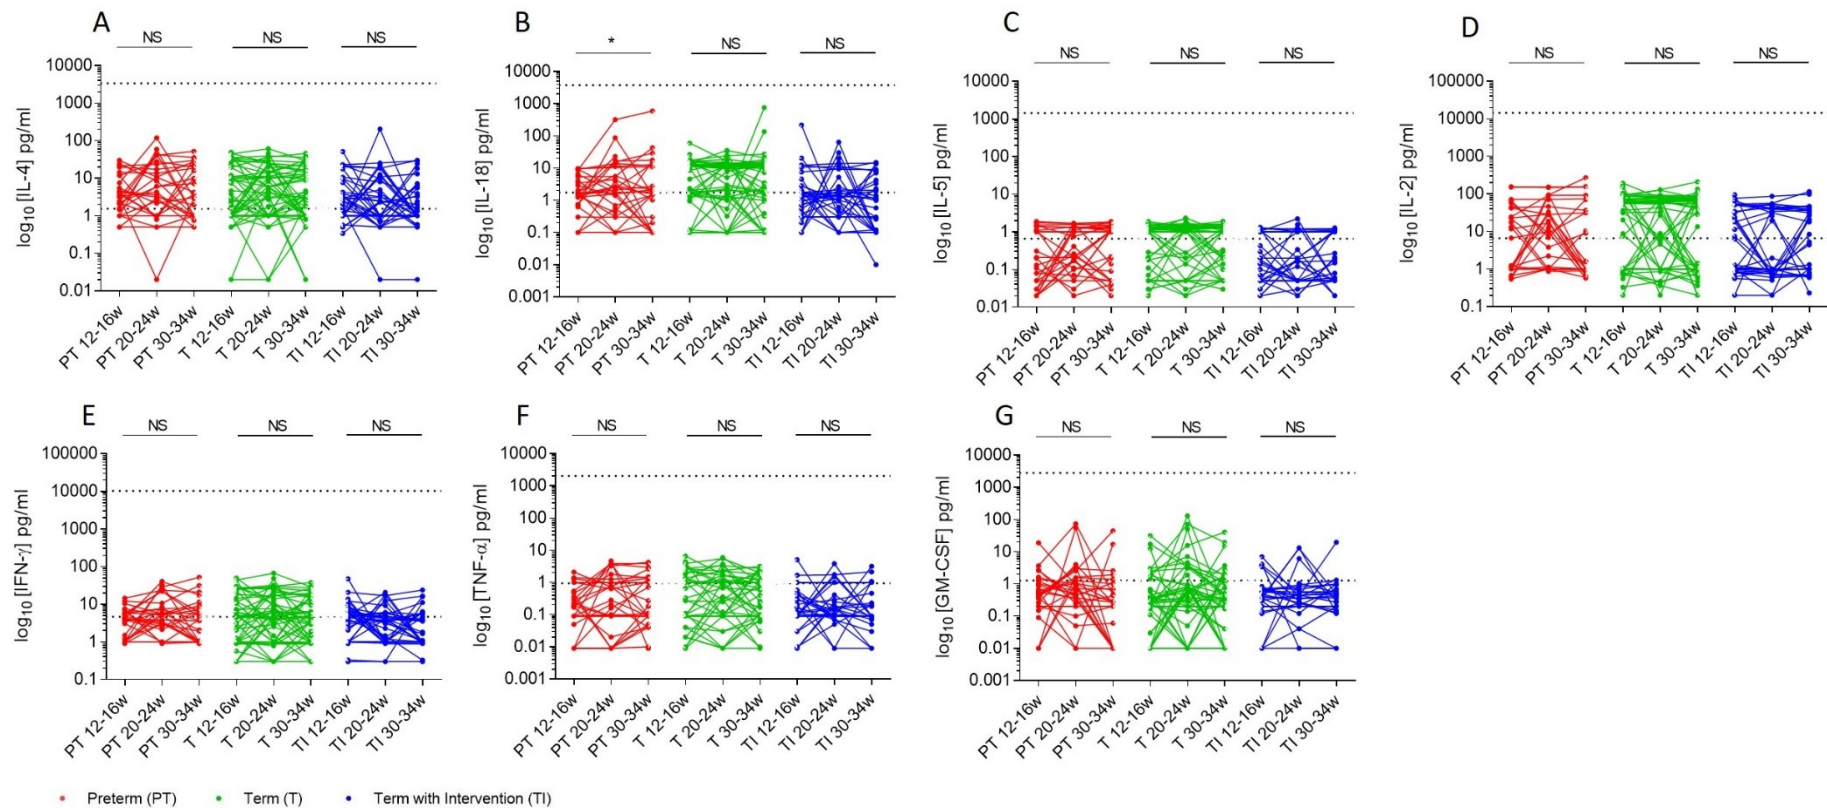 A
NS
NS
NS
log10 [IL-4] pg/ml
10000
1000
100
10
1
0.1
0.01
PT 12-16w
PT 20-24w
PT 30-34w
T 12-16w
T 20-24w
T 30-34w
TI 12-16w
TI 20-24w
TI 30-34w
B
*
NS
NS
log10 [IL-18] pg/ml
10000
1000
100
10
1
0.1
0.01
0.001
PT 12-16w
PT 20-24w
PT 30-34w
T 12-16w
T 20-24w
T 30-34w
TI 12-16w
TI 20-24w
TI 30-34w
C
NS
NS
NS
log10 [IL-5] pg/ml
10000
1000
100
10
1
0.1
0.01
PT 12-16w
PT 20-24w
PT 30-34w
T 12-16w
T 20-24w
T 30-34w
TI 12-16w
TI 20-24w
TI 30-34w
D
NS
NS
NS
log10 [IL-2] pg/ml
100000
10000
1000
100
10
1
0.1
PT 12-16w
PT 20-24w
PT 30-34w
T 12-16w
T 20-24w
T 30-34w
TI 12-16w
TI 20-24w
TI 30-34w
E
NS
NS
NS
log10 [IFN-γ] pg/ml
100000
10000
1000
100
10
1
0.1
PT 12-16w
PT 20-24w
PT 30-34w
T 12-16w
T 20-24w
T 30-34w
TI 12-16w
TI 20-24w
TI 30-34w
F
NS
NS
NS
log10 [TNF-α] pg/ml
10000
1000
100
10
1
0.1
0.01
0.001
PT 12-16w
PT 20-24w
PT 30-34w
T 12-16w
T 20-24w
T 30-34w
TI 12-16w
TI 20-24w
TI 30-34w
G
NS
NS
NS
log10 [GM-CSF] pg/ml
10000
1000
100
10
1
0.1
0.01
0.001
PT 12-16w
PT 20-24w
PT 30-34w
T 12-16w
T 20-24w
T 30-34w
TI 12-16w
TI 20-24w
TI 30-34w
Preterm (PT)
Term (T)
Term with Intervention (TI)